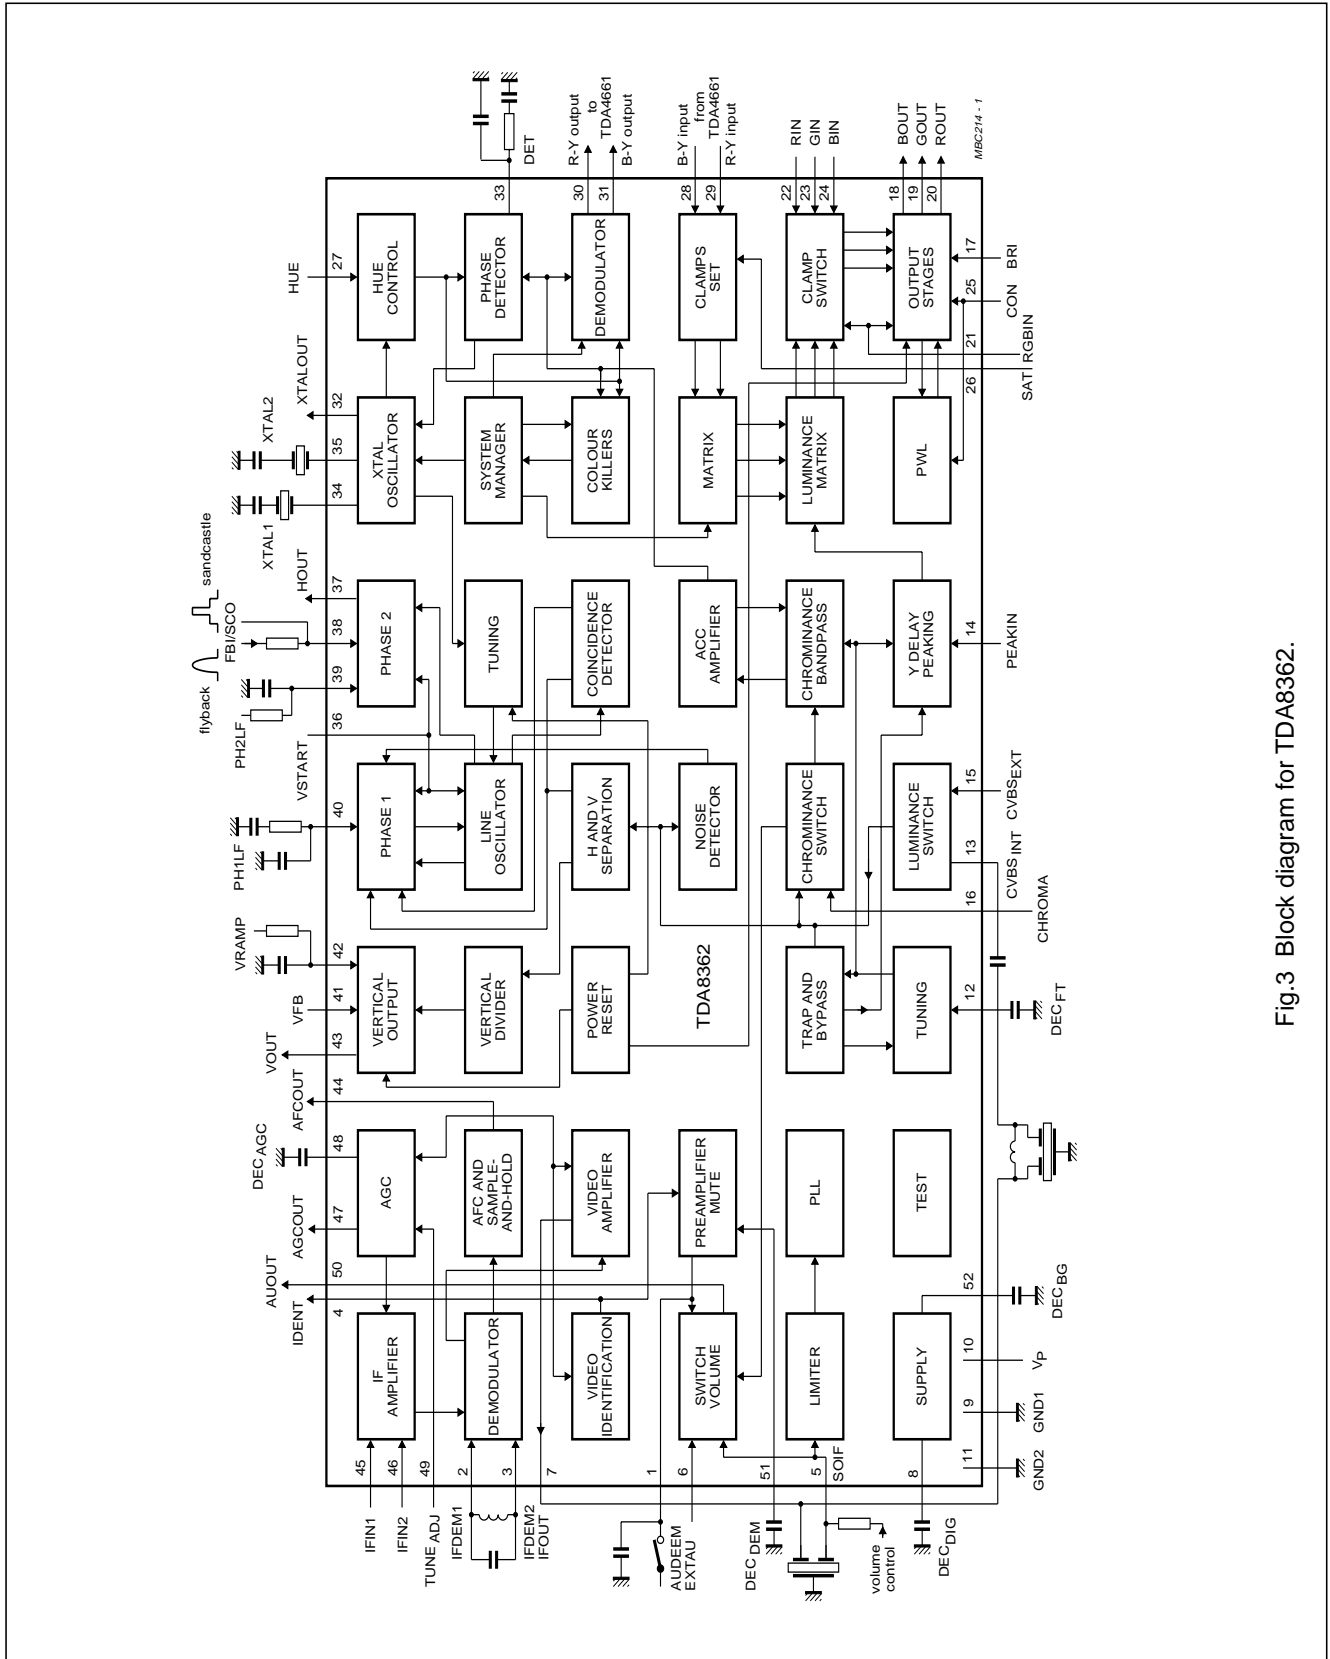 IFIN1
45
IFIN2
46
TUNE ADJ
49
IFDEM1
2
IFDEM2
3
IFOUT
7
AUDEEM
1
EXTAU
6
DEC DEM
51
SOIF
5
volume
control
DEC DIG
8
GND2
11
GND1
9
VP
10
DEC BG
52
IDENT
4
AUOUT
50
AGCOUT
47
DEC AGC
48
AFCOUT
44
VOUT
43
VFB
41
VRAMP
42
PH1LF
40
VSTART
36
PH2LF
39
flyback
FBI/SCO
38
sandcastle
HOUT
37
XTAL1
34
XTAL2
35
XTALOUT
32
HUE
27
IF
AMPLIFIER
AGC
VERTICAL
OUTPUT
PHASE 1
PHASE 2
XTAL
OSCILLATOR
HUE
CONTROL
DEMODULATOR
AFC AND
SAMPLE-
AND-HOLD
VERTICAL
DIVIDER
LINE
OSCILLATOR
TUNING
SYSTEM
MANAGER
PHASE
DETECTOR
VIDEO
IDENTIFICATION
VIDEO
AMPLIFIER
POWER
RESET
H AND V
SEPARATION
COINCIDENCE
DETECTOR
COLOUR
KILLERS
DEMODULATOR
SWITCH
VOLUME
PREAMPLIFIER
MUTE
TDA8362
NOISE
DETECTOR
ACC
AMPLIFIER
MATRIX
CLAMPS
SET
LIMITER
PLL
TRAP AND
BYPASS
CHROMINANCE
SWITCH
CHROMINANCE
BANDPASS
LUMINANCE
MATRIX
CLAMP
SWITCH
SUPPLY
TEST
TUNING
LUMINANCE
SWITCH
Y DELAY
PEAKING
PWL
OUTPUT
STAGES
33
DET
30
31
R-Y output
to
TDA4661
B-Y output
28
29
B-Y input
from
TDA4661
R-Y input
22
23
24
RIN
GIN
BIN
18
19
20
BOUT
GOUT
ROUT
12
DEC FT
16
CHROMA
13
CVBS INT
15
CVBS EXT
14
PEAKIN
26
SAT
21
RGBIN
25
CON
17
BRI
MBC214 - 1
Fig.3 Block diagram for TDA8362.